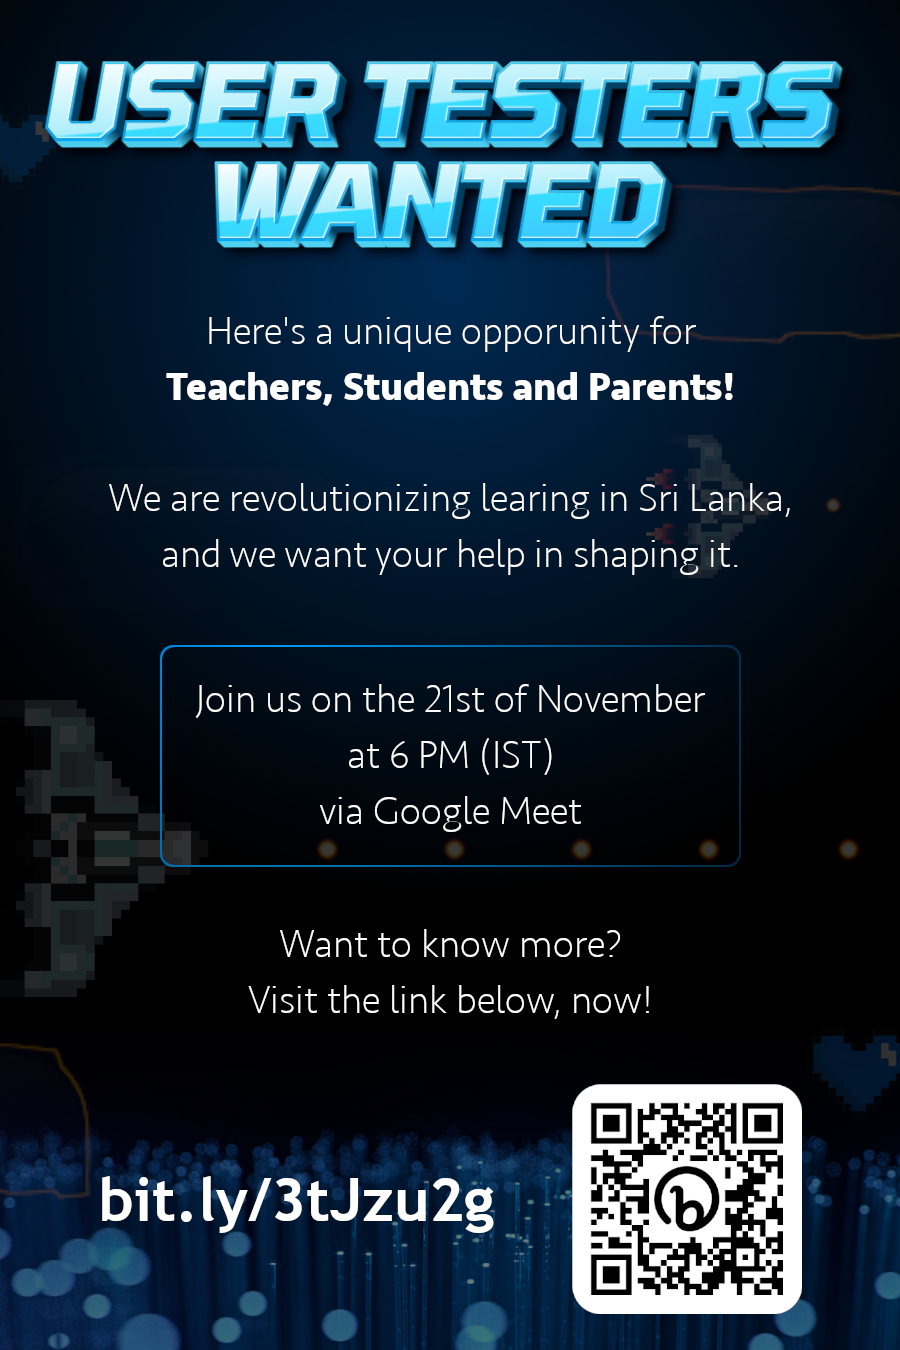 USER TESTERS
WANTED
Here's a unique opporunity for
Teachers, Students and Parents!
We are revolutionizing learing in Sri Lanka,
and we want your help in shaping it.
Join us on the 21st of November
at 6 PM (IST)
via Google Meet
Want to know more?
Visit the link below, now!
bit.ly/3tJzu2g
b